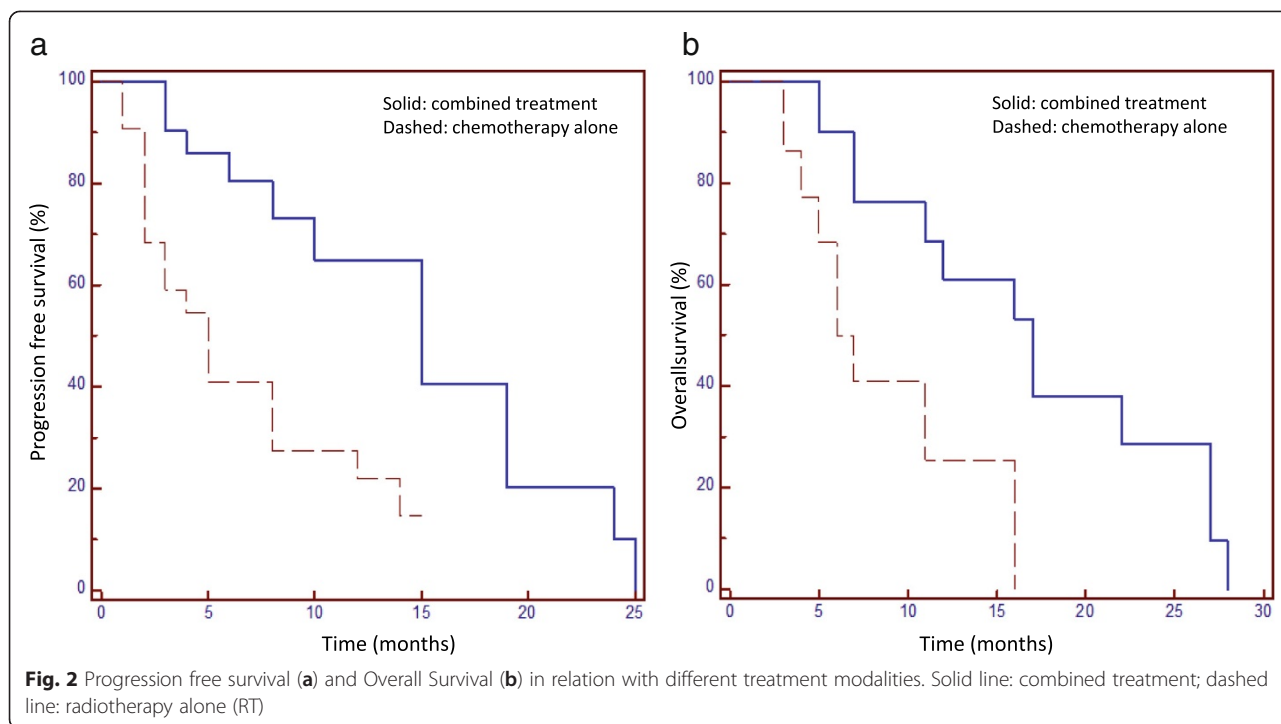 a
100
80
60
40
20
0
Progression free survival (%)
Solid: combined treatment
Dashed: chemotherapy alone
0 5 10 15 20 25
Time (months)
b
100
80
60
40
20
0
Overallsurvival (%)
Solid: combined treatment
Dashed: chemotherapy alone
0 5 10 15 20 25 30
Time (months)
Fig. 2 Progression free survival (a) and Overall Survival (b) in relation with different treatment modalities. Solid line: combined treatment; dashed
line: radiotherapy alone (RT)